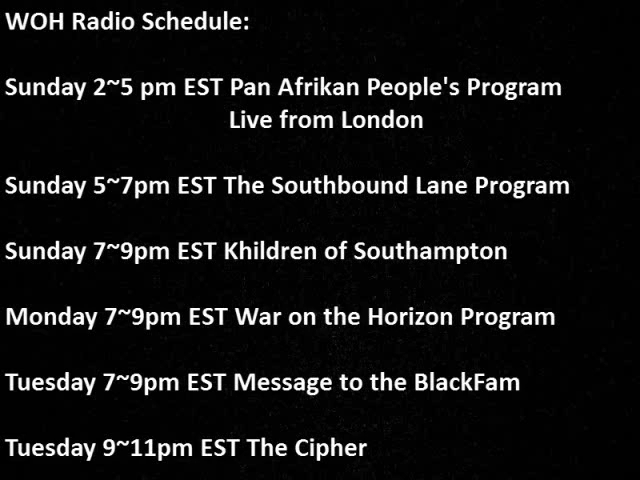 WOH Radio Schedule:
Sunday 2~5 pm EST Pan Afrikan People's Program
Live from London
Sunday 5~7pm EST The Southbound Lane Program
Sunday 7~9pm EST Khildren of Southampton
Monday 7~9pm EST War on the Horizon Program
Tuesday 7~9pm EST Message to the BlackFam
Tuesday 9~11pm EST The Cipher